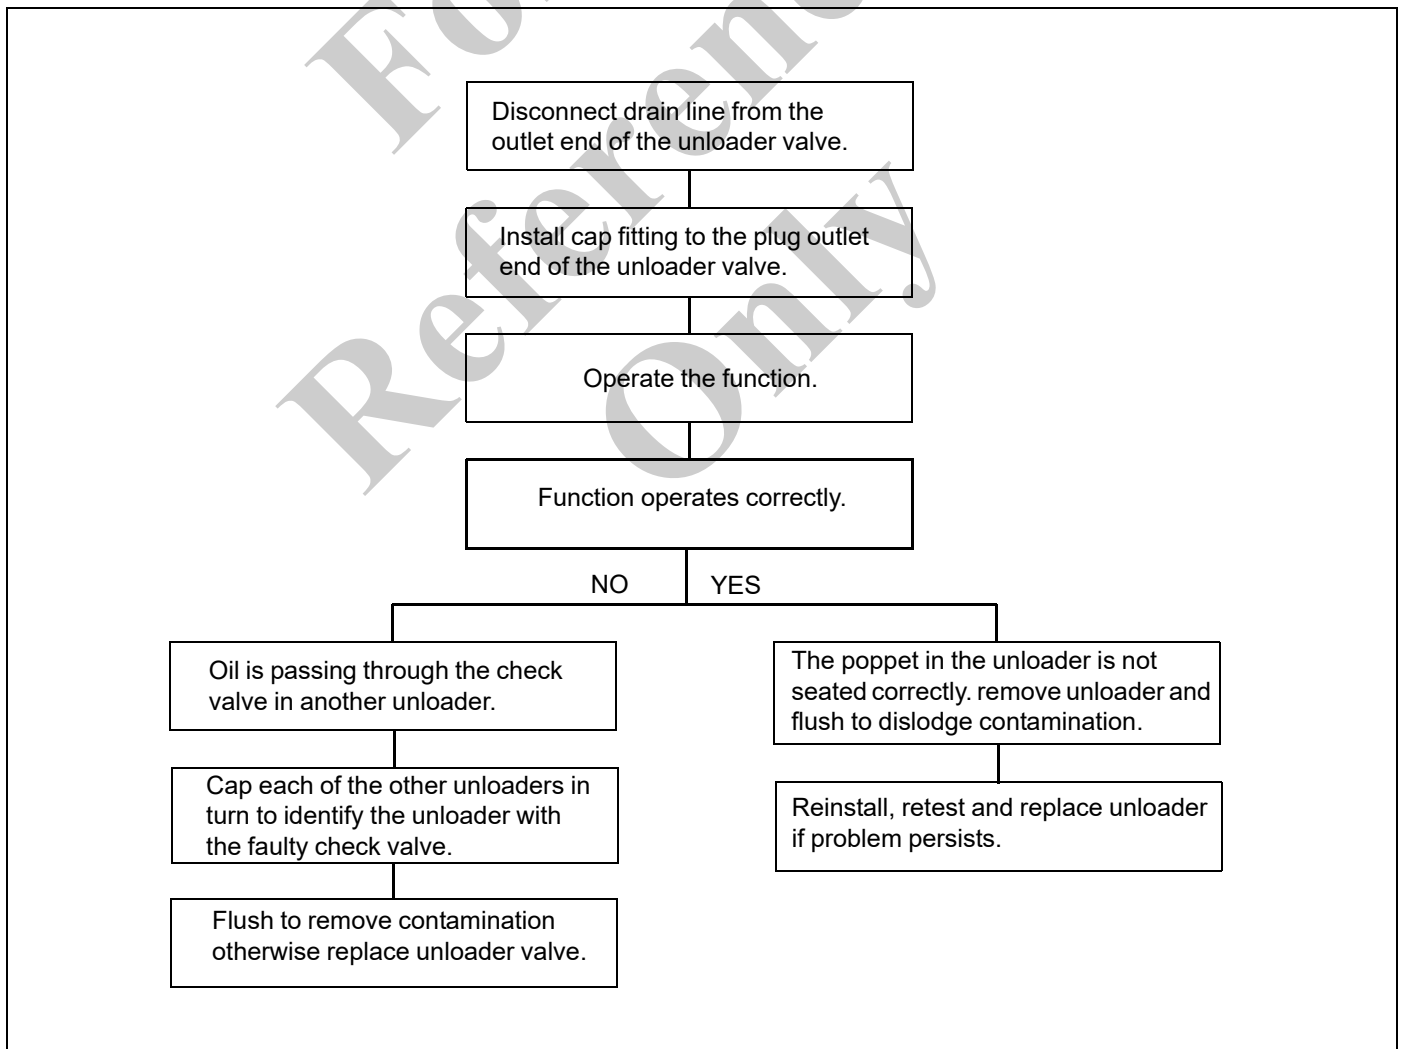 For
Reference
Only
Disconnect drain line from the
outlet end of the unloader valve.
Install cap fitting to the plug outlet
end of the unloader valve.
Operate the function.
Function operates correctly.
NO
YES
Oil is passing through the check
valve in another unloader.
Cap each of the other unloaders in
turn to identify the unloader with
the faulty check valve.
Flush to remove contamination
otherwise replace unloader valve.
The poppet in the unloader is not
seated correctly. remove unloader and
flush to dislodge contamination.
Reinstall, retest and replace unloader
if problem persists.